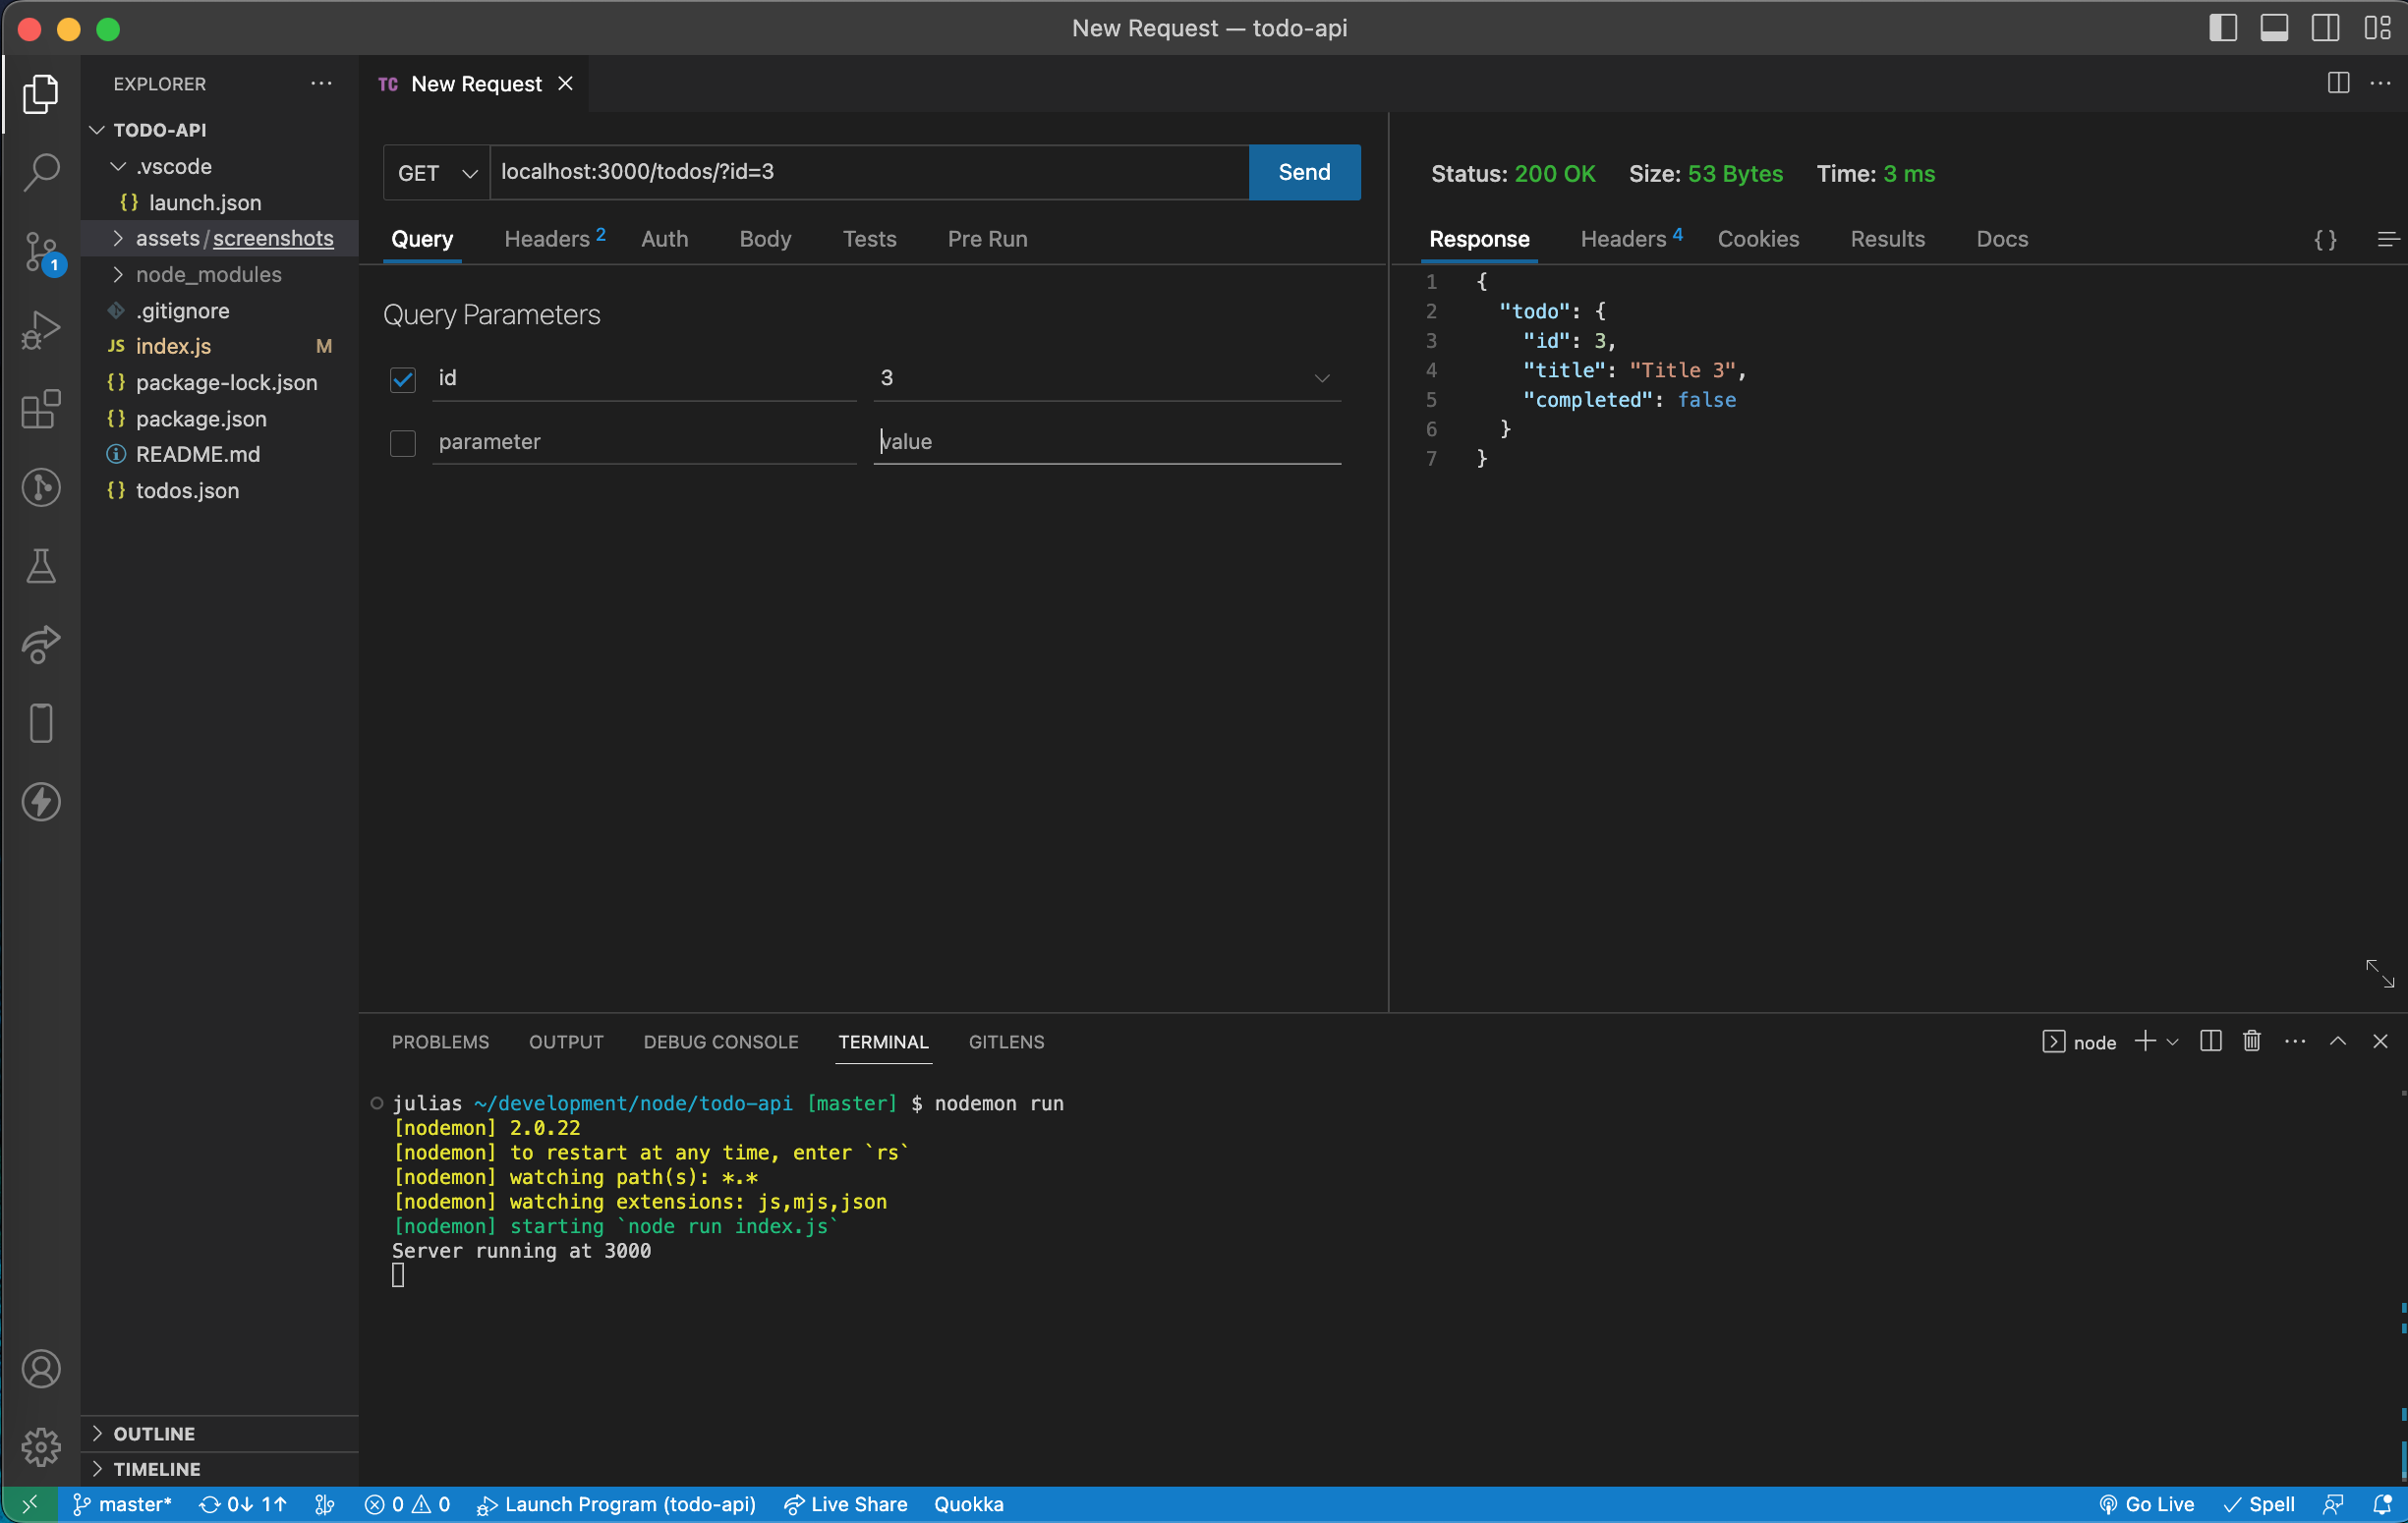 New Request — todo-api
EXPLORER
TODO-API
.vscode
{} launch.json
assets/screenshots
node_modules
.gitignore
JS index.js M
{} package-lock.json
{} package.json
README.md
{} todos.json
OUTLINE
TIMELINE
1
TC New Request
GET localhost:3000/todos/?id=3 Send
Query Headers 2 Auth Body Tests Pre Run
Query Parameters
id 3
parameter value
Status: 200 OK Size: 53 Bytes Time: 3 ms
Response Headers 4 Cookies Results Docs {}
1 {
2 "todo": {
3 "id": 3,
4 "title": "Title 3",
5 "completed": false
6 }
7 }
PROBLEMS OUTPUT DEBUG CONSOLE TERMINAL GITLENS node
julias ~/development/node/todo-api [master] $ nodemon run
[nodemon] 2.0.22
[nodemon] to restart at any time, enter `rs`
[nodemon] watching path(s): *.*
[nodemon] watching extensions: js,mjs,json
[nodemon] starting `node run index.js`
Server running at 3000
master* 0↓ 1↑ 0 0 Launch Program (todo-api) Live Share Quokka Go Live Spell